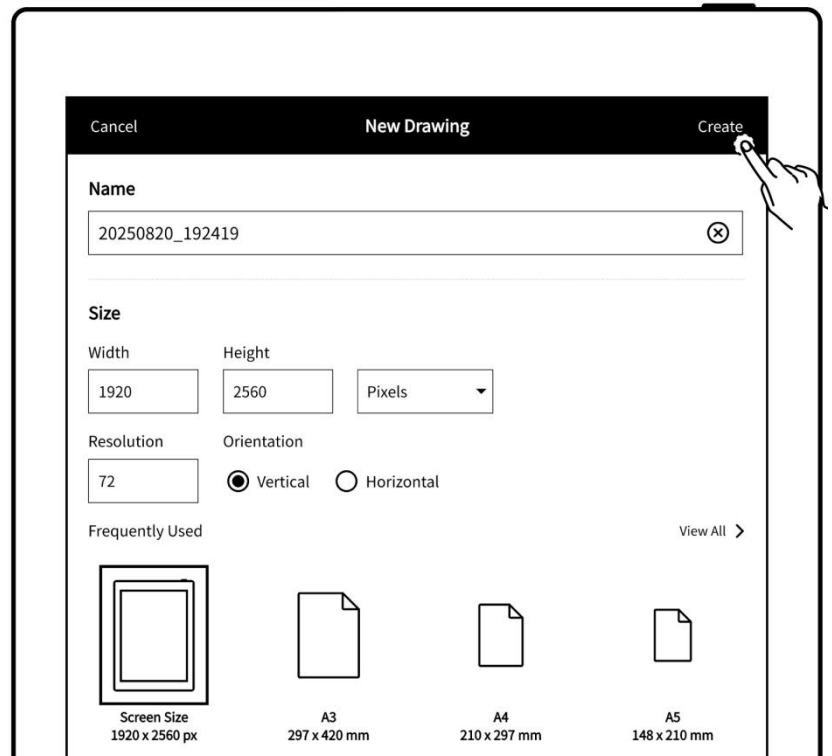 Cancel New Drawing Create
Name
20250820_192419
Size
Width Height
1920 2560 Pixels
Resolution Orientation
72 Vertical Horizontal
Frequently Used View All
Screen Size A3 A4 A5
1920 x 2560 px 297 x 420 mm 210 x 297 mm 148 x 210 mm